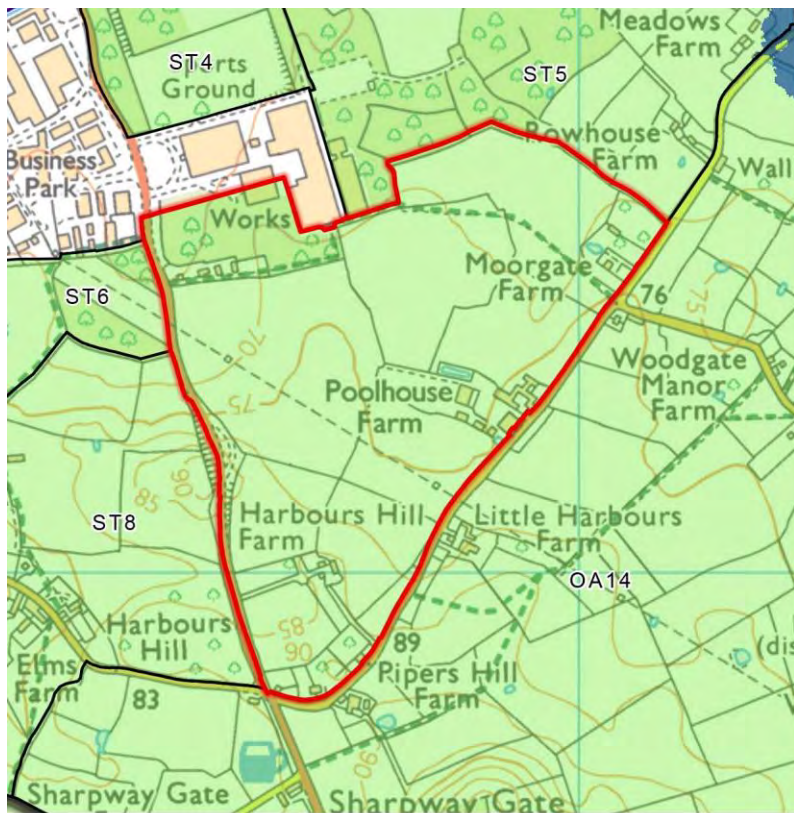 Meadows
Farm
ST4
Sports
Ground
ST5
Rowhouse
Farm
Business
Park
Wall
Works
Moorgate
Farm
76
75
ST6
70
75
Woodgate
Manor
Farm
Poolhouse
Farm
90
85
ST8
Harbours Hill
Farm
Little Harbours
Farm
OA14
85
90
(dis
Harbours
Hill
89
Elms
Farm
83
Pipers Hill
Farm
90
Sharpway Gate
Sharpway Gate